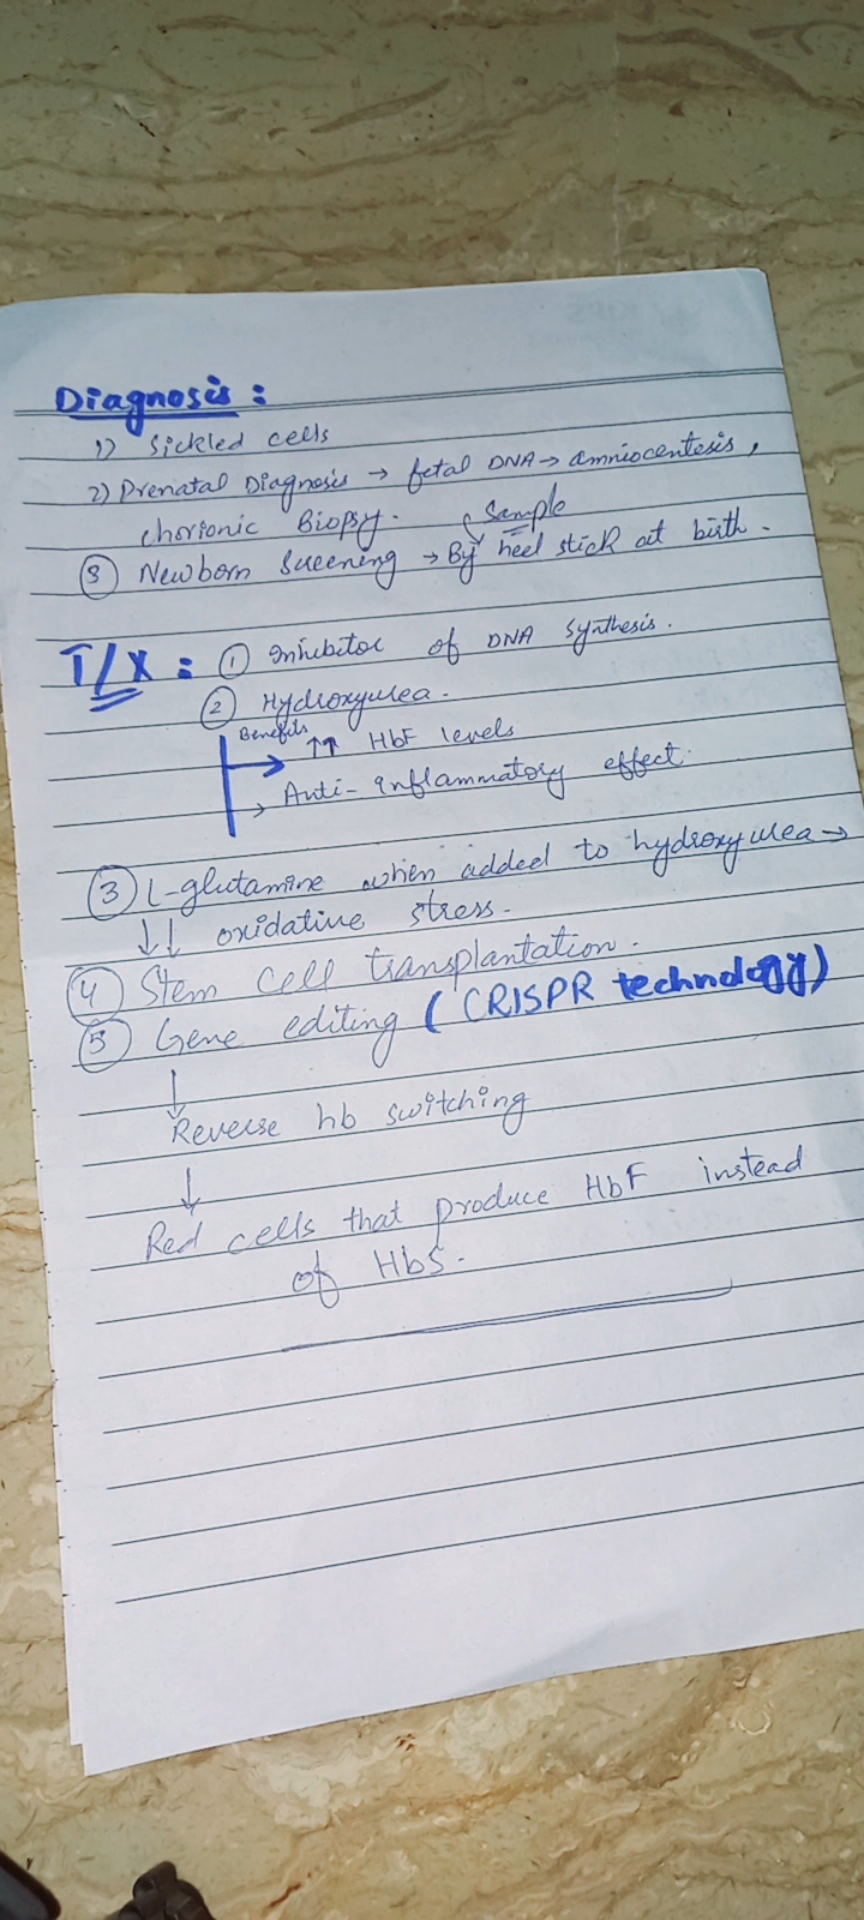 Diagnosis :
1) Sickled cells
2) Prenatal Diagnosis → fetal DNA → amniocentesis,
chorionic Biopsy.
Sample
③ Newborn Screening → By heel stick at birth.
T/X : ① Inhibitor of DNA synthesis.
② Hydroxyurea.
Benefits
↑↑ HbF levels
→ Anti-inflammatory effect.
③ L-glutamine when added to hydroxyurea →
↓↓ oxidative stress.
④ Stem cell transplantation.
⑤ Gene editing (CRISPR technology)
↓
Reverse hb switching
↓
Red cells that produce HbF instead
of HbS.